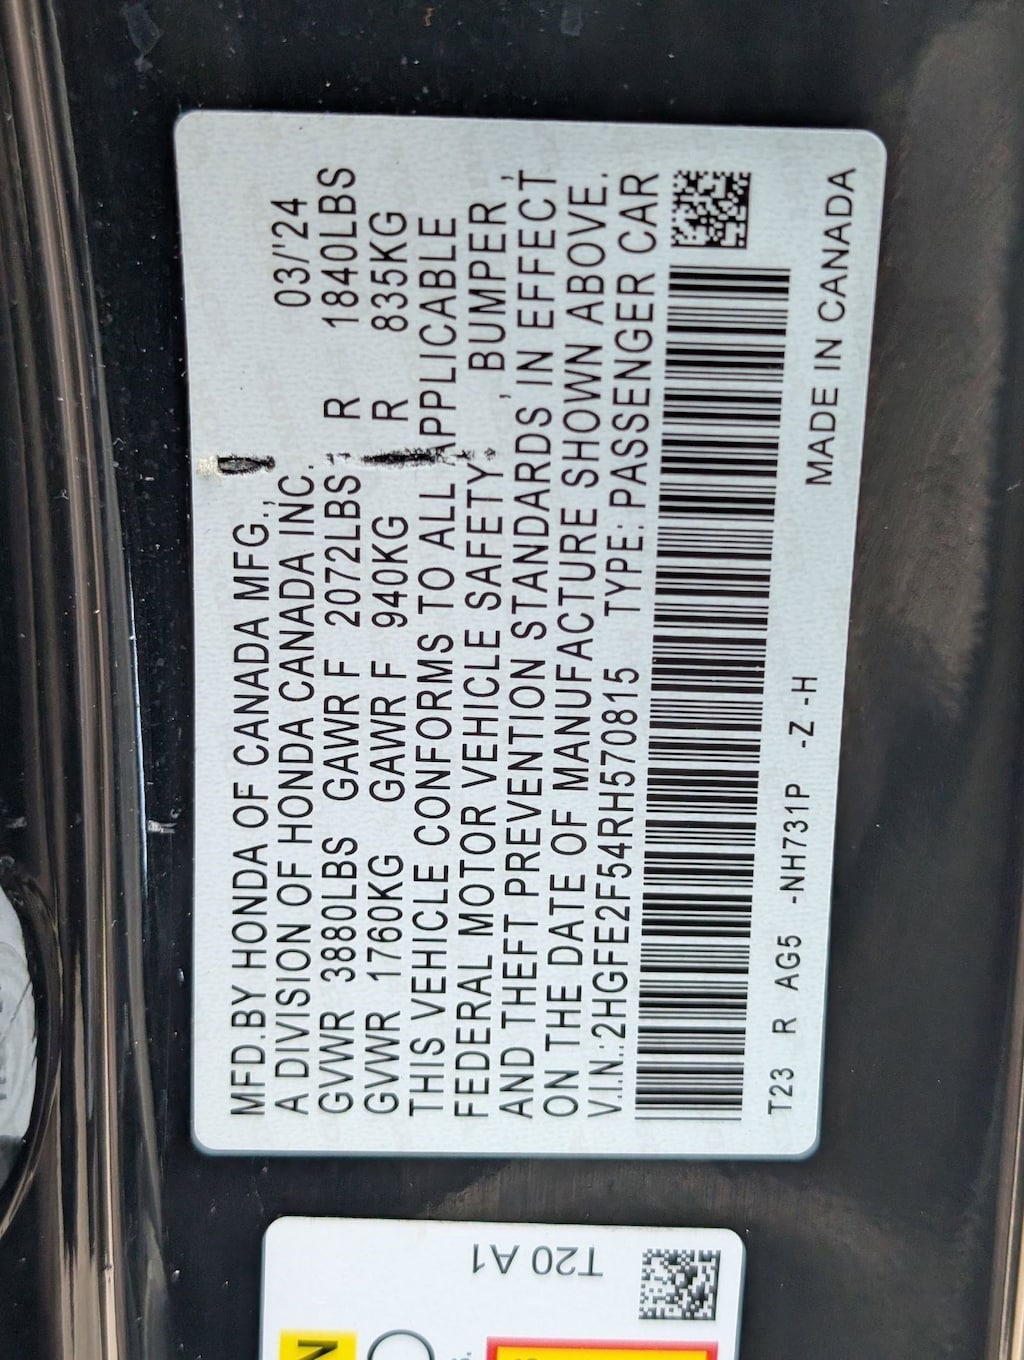 MFD.BY HONDA OF CANADA MFG.,
A DIVISION OF HONDA CANADA INC. 03/'24
GVWR 3880LBS GAWR F 2072LBS R 1840LBS
GVWR 1760KG GAWR F 940KG R 835KG
THIS VEHICLE CONFORMS TO ALL APPLICABLE
FEDERAL MOTOR VEHICLE SAFETY, BUMPER,
AND THEFT PREVENTION STANDARDS IN EFFECT
ON THE DATE OF MANUFACTURE SHOWN ABOVE.
V.I.N.:2HGFE2F54RH570815 TYPE: PASSENGER CAR
T23 R AG5 -NH731P -Z -H MADE IN CANADA
T20 A1